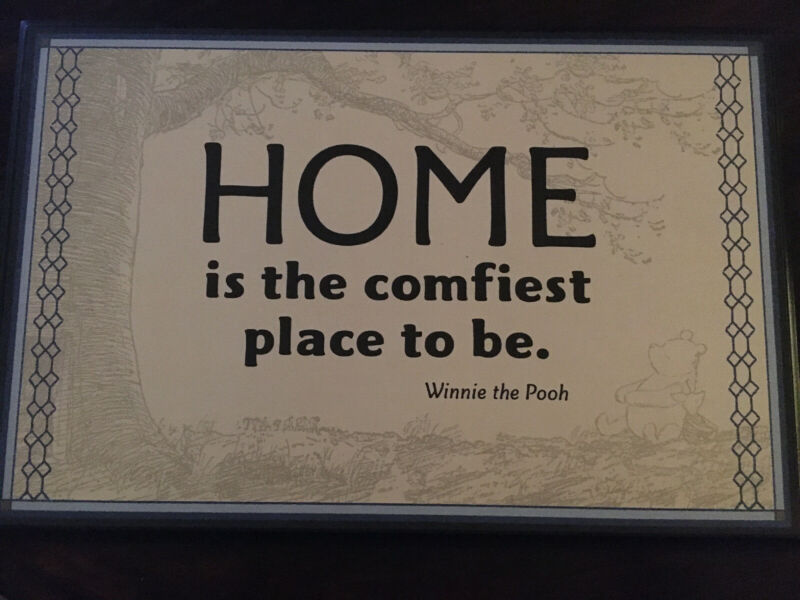 HOME
is the comfiest
place to be.
Winnie the Pooh